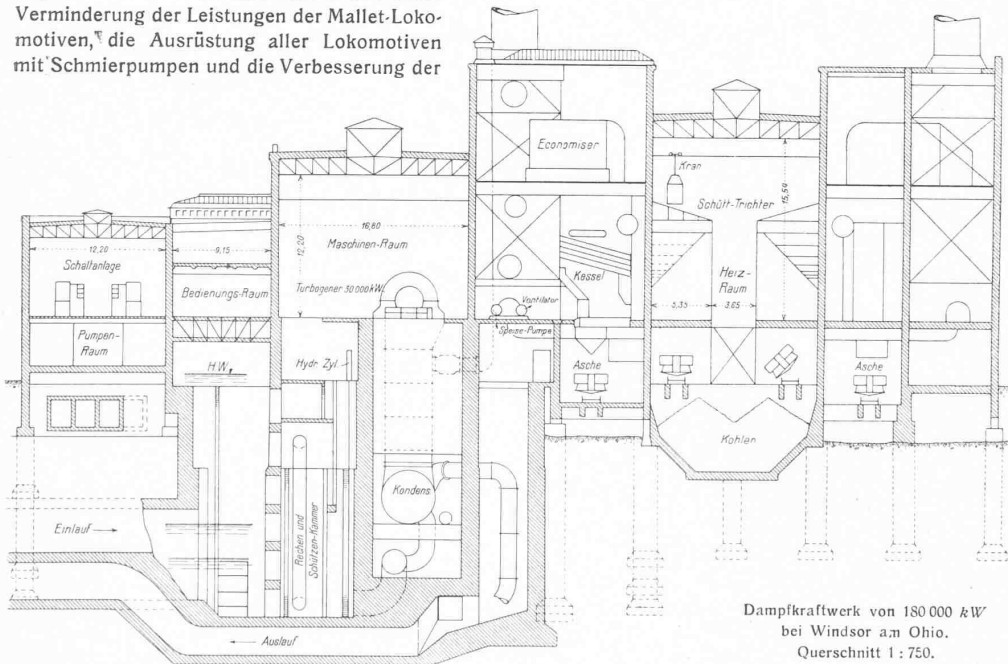 Verminderung der Leistungen der Mallet-Loko-
motiven, die Ausrüstung aller Lokomotiven
mit Schmierpumpen und die Verbesserung der
Economiser
Kran
Schütt-Trichter
15,59
16,80
12,20
9,15
12,20
Maschinen-Raum
Schaltanlage
Bedienungs-Raum
Turbogener 30000 kW.
Kessel
Ventilator
Heiz-
Raum
5,35
3,65
Speise-Pumpe
Pumpen-
Raum
H.W.
Hydr Zyl.
Asche
Asche
Kohlen
Kondens.
Einlauf
Rechen und
Schützen-Kammer
Auslauf
Dampfkraftwerk von 180 000 kW
bei Windsor am Ohio.
Querschnitt 1 : 750.